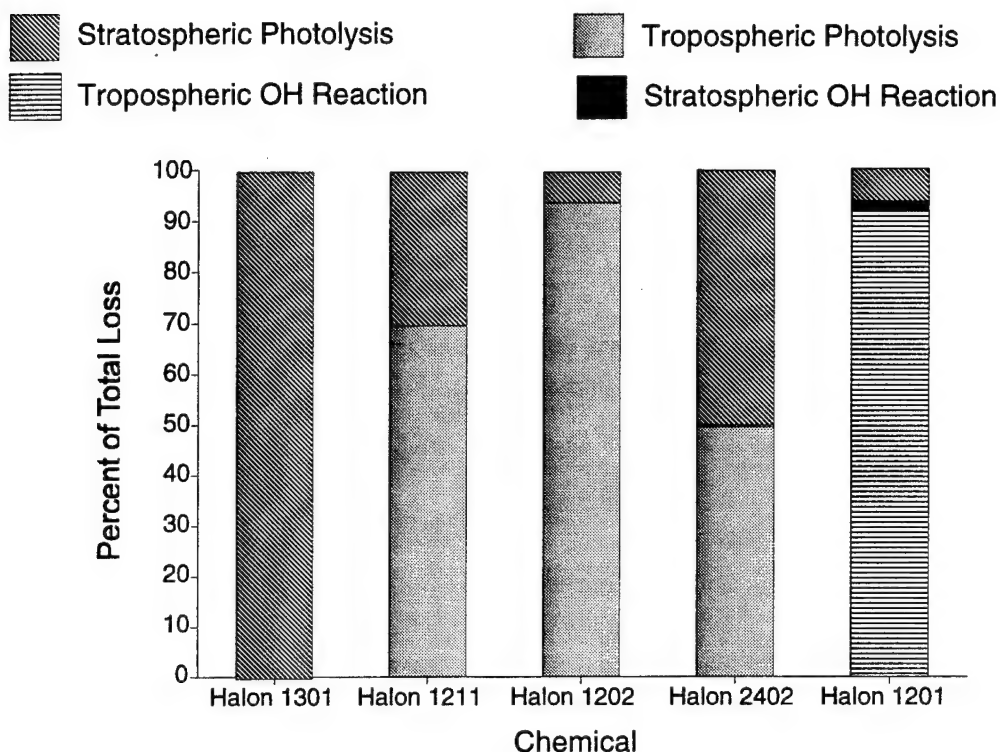 Stratospheric Photolysis
Tropospheric Photolysis
Tropospheric OH Reaction
Stratospheric OH Reaction
100
90
80
70
60
50
40
30
20
10
0
Percent of Total Loss
Halon 1301
Halon 1211
Halon 1202
Halon 2402
Halon 1201
Chemical